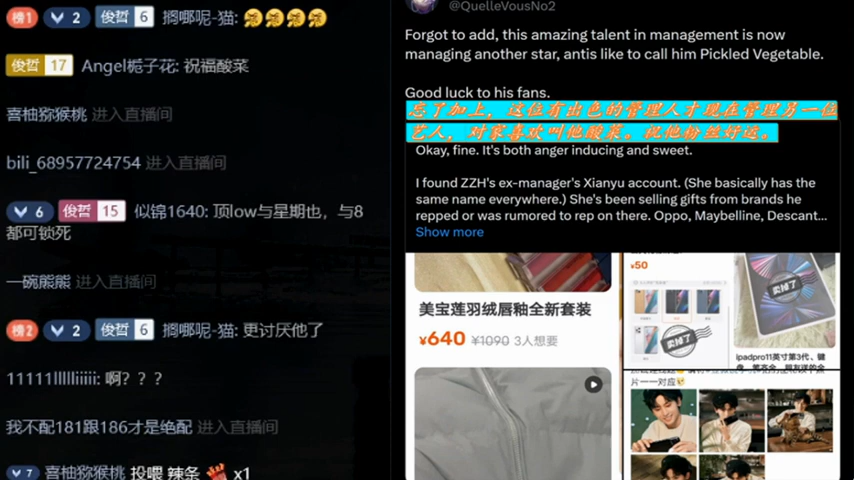 榜1 2 俊哲 6 搁啷呢-猫:
俊哲 17 Angel栀子花: 祝福酸菜
喜柚猕猴桃 进入直播间
bili_68957724754 进入直播间
6 俊哲 15 似锦1640: 顶low与星期也，与8
都可锁死
一碗熊熊 进入直播间
榜2 2 俊哲 6 搁啷呢-猫: 更讨厌他了
11111llllliiiii: 啊？？？
我不配181跟186才是绝配 进入直播间
7 喜柚猕猴桃 投喂 辣条 x1
@QuelleVousNo2
Forgot to add, this amazing talent in management is now
managing another star, antis like to call him Pickled Vegetable.
Good luck to his fans.
忘了加上，这位有出色的管理人才现在管理另一位
艺人，对家喜欢叫他酸菜。祝他粉丝好运。
Okay, fine. It's both anger inducing and sweet.
I found ZZH's ex-manager's Xianyu account. (She basically has the
same name everywhere.) She's been selling gifts from brands he
repped or was rumored to rep on there. Oppo, Maybelline, Descant...
Show more
美宝莲羽绒唇釉全新套装
¥640 ¥1090 3人想要
¥50
卖掉了
卖掉了
ipadpro11英寸第3代、键
片一一对应